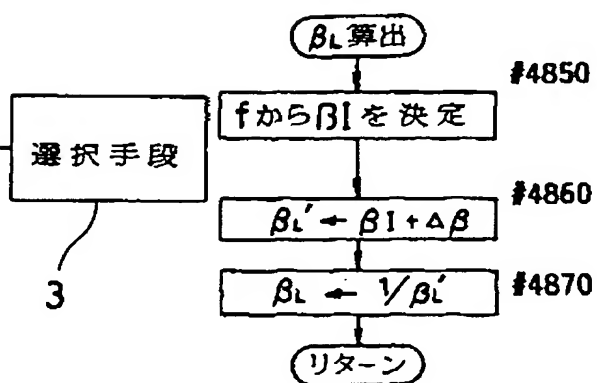 βL算出
#4850
fからβIを決定
選択手段
3
#4860
βL' ← βI + Δβ
#4870
βL ← 1/βL'
リターン